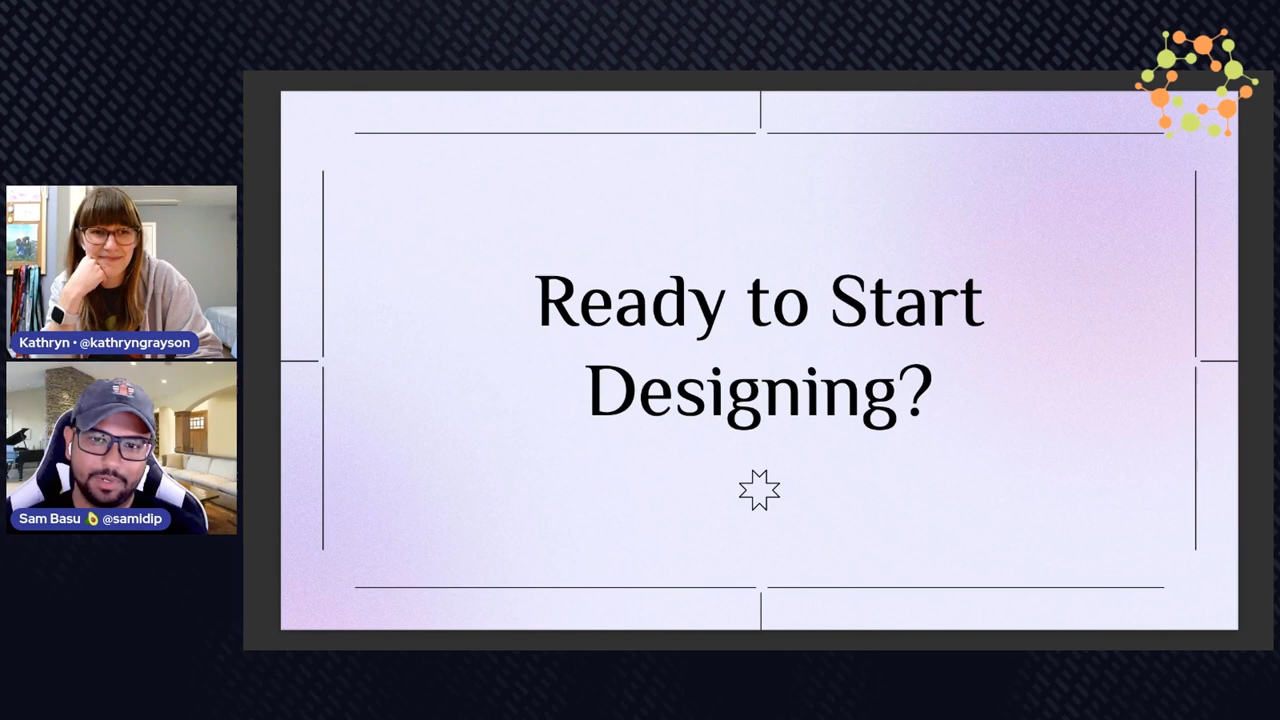 Ready to Start
Designing?
Kathryn • @kathryngrayson
Sam Basu 🥑 @samidip